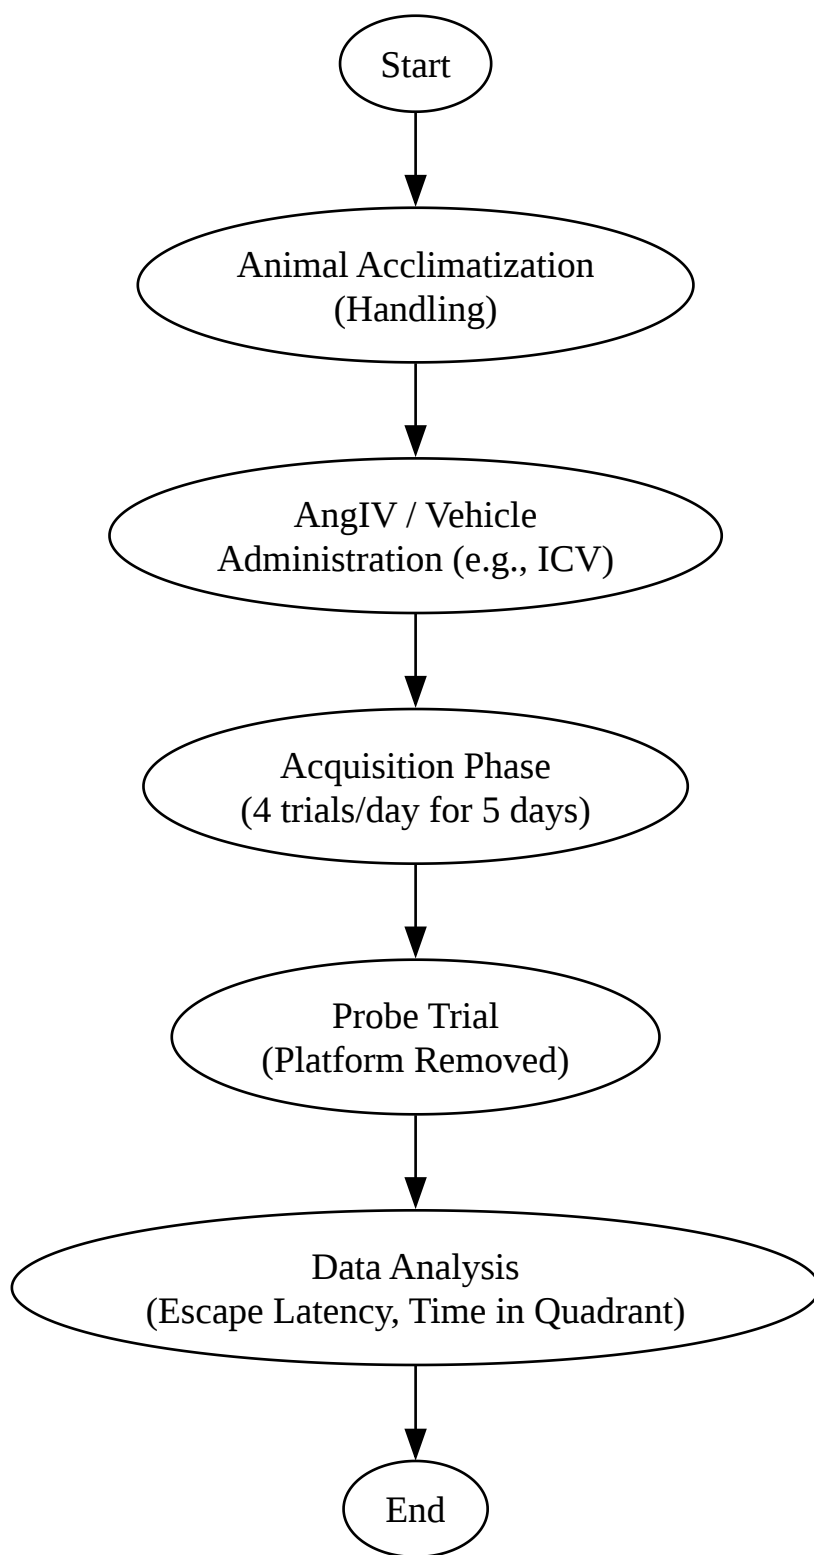 Start
Animal Acclimatization
(Handling)
AngIV / Vehicle
Administration (e.g., ICV)
Acquisition Phase
(4 trials/day for 5 days)
Probe Trial
(Platform Removed)
Data Analysis
(Escape Latency, Time in Quadrant)
End